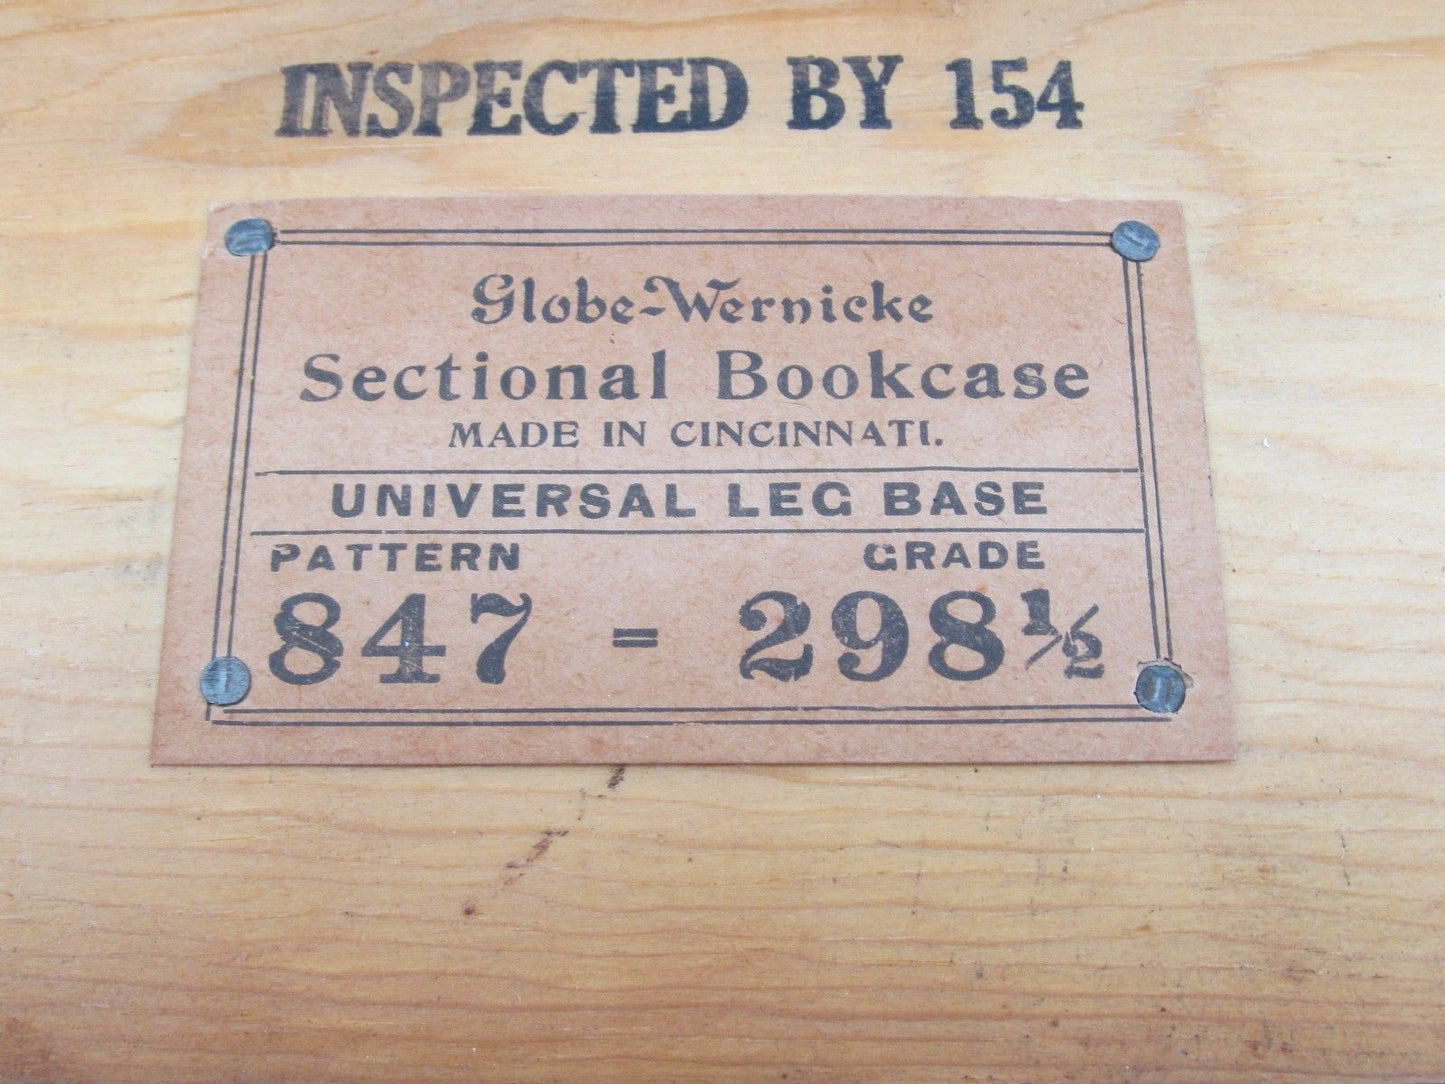 INSPECTED BY 154
Globe-Wernicke
Sectional Bookcase
MADE IN CINCINNATI.
UNIVERSAL LEG BASE
PATTERN GRADE
847 = 298½